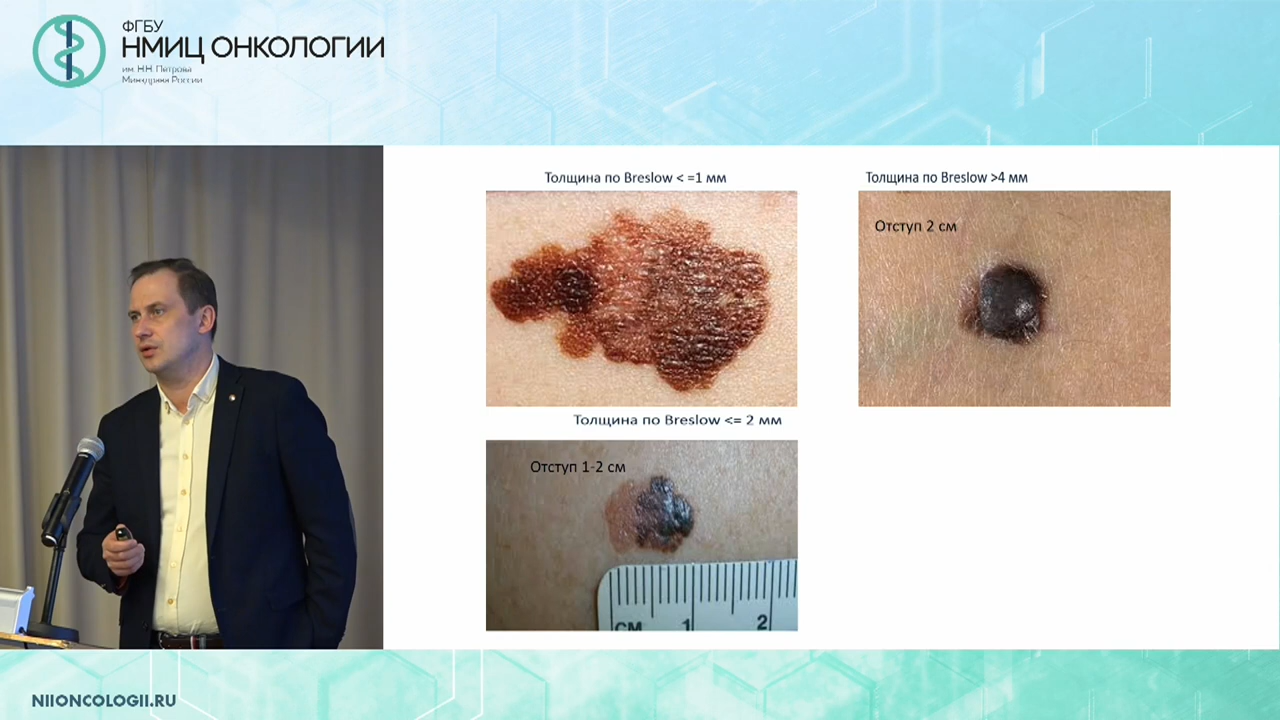 ФГБУ
НМИЦ ОНКОЛОГИИ
им. Н.Н. Петрова
Минздрава России
Толщина по Breslow < =1 мм
Толщина по Breslow >4 мм
Отступ 2 см
Толщина по Breslow <= 2 мм
Отступ 1-2 см
СМ 1 2
NIIONCOLOGII.RU